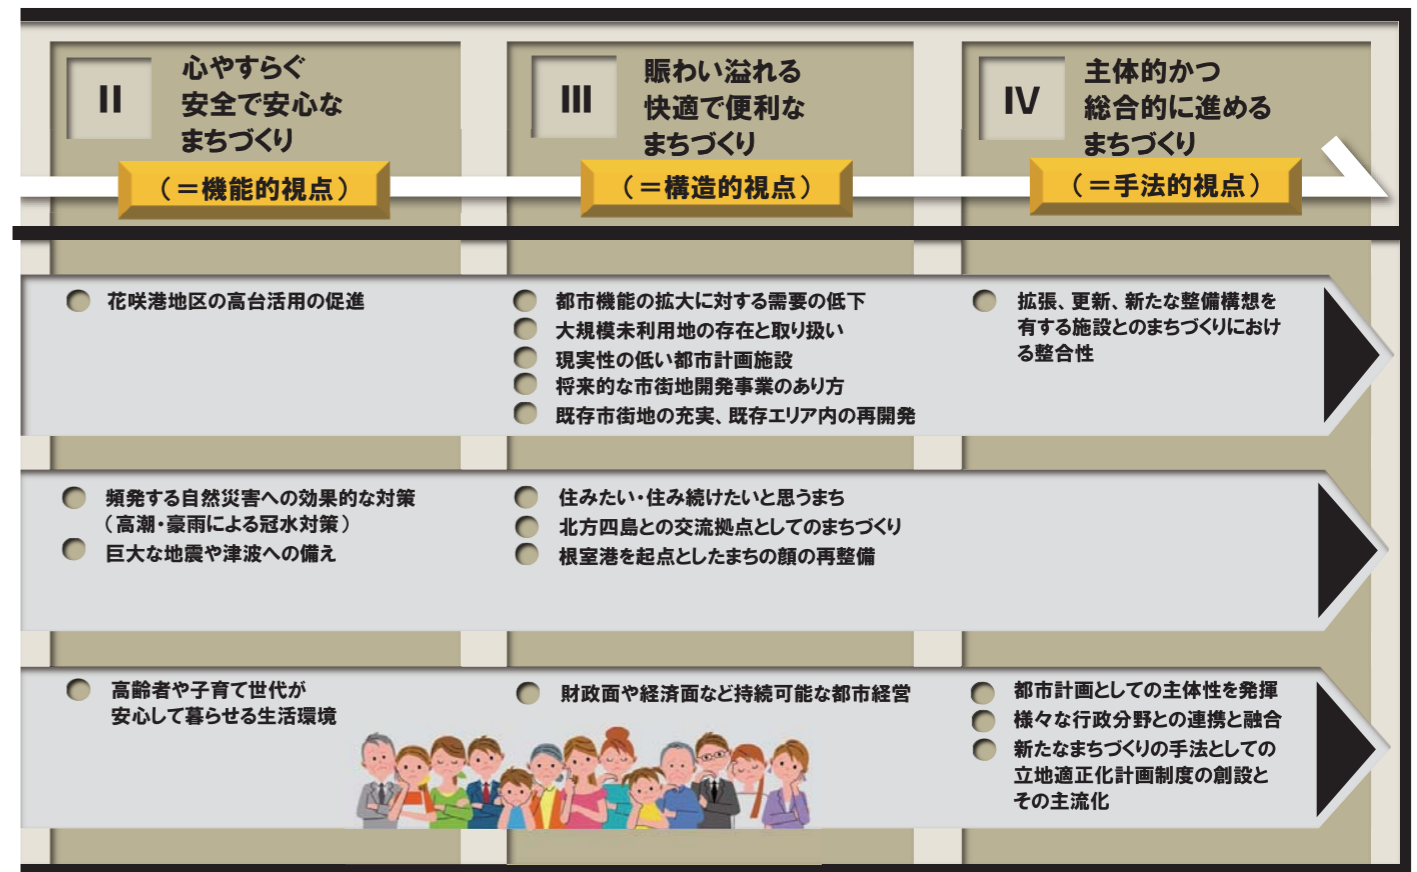 II
心やすらぐ
安全で安心な
まちづくり
（＝機能的視点）
III
賑わい溢れる
快適で便利な
まちづくり
（＝構造的視点）
IV
主体的かつ
総合的に進める
まちづくり
（＝手法的視点）
花咲港地区の高台活用の促進
都市機能の拡大に対する需要の低下
大規模未利用地の存在と取り扱い
現実性の低い都市計画施設
将来的な市街地開発事業のあり方
既存市街地の充実、既存エリア内の再開発
拡張、更新、新たな整備構想を
有する施設とのまちづくりにおけ
る整合性
頻発する自然災害への効果的な対策
（高潮・豪雨による冠水対策）
巨大な地震や津波への備え
住みたい・住み続けたいと思うまち
北方四島との交流拠点としてのまちづくり
根室港を起点としたまちの顔の再整備
高齢者や子育て世代が
安心して暮らせる生活環境
財政面や経済面など持続可能な都市経営
都市計画としての主体性を発揮
様々な行政分野との連携と融合
新たなまちづくりの手法としての
立地適正化計画制度の創設と
その主流化